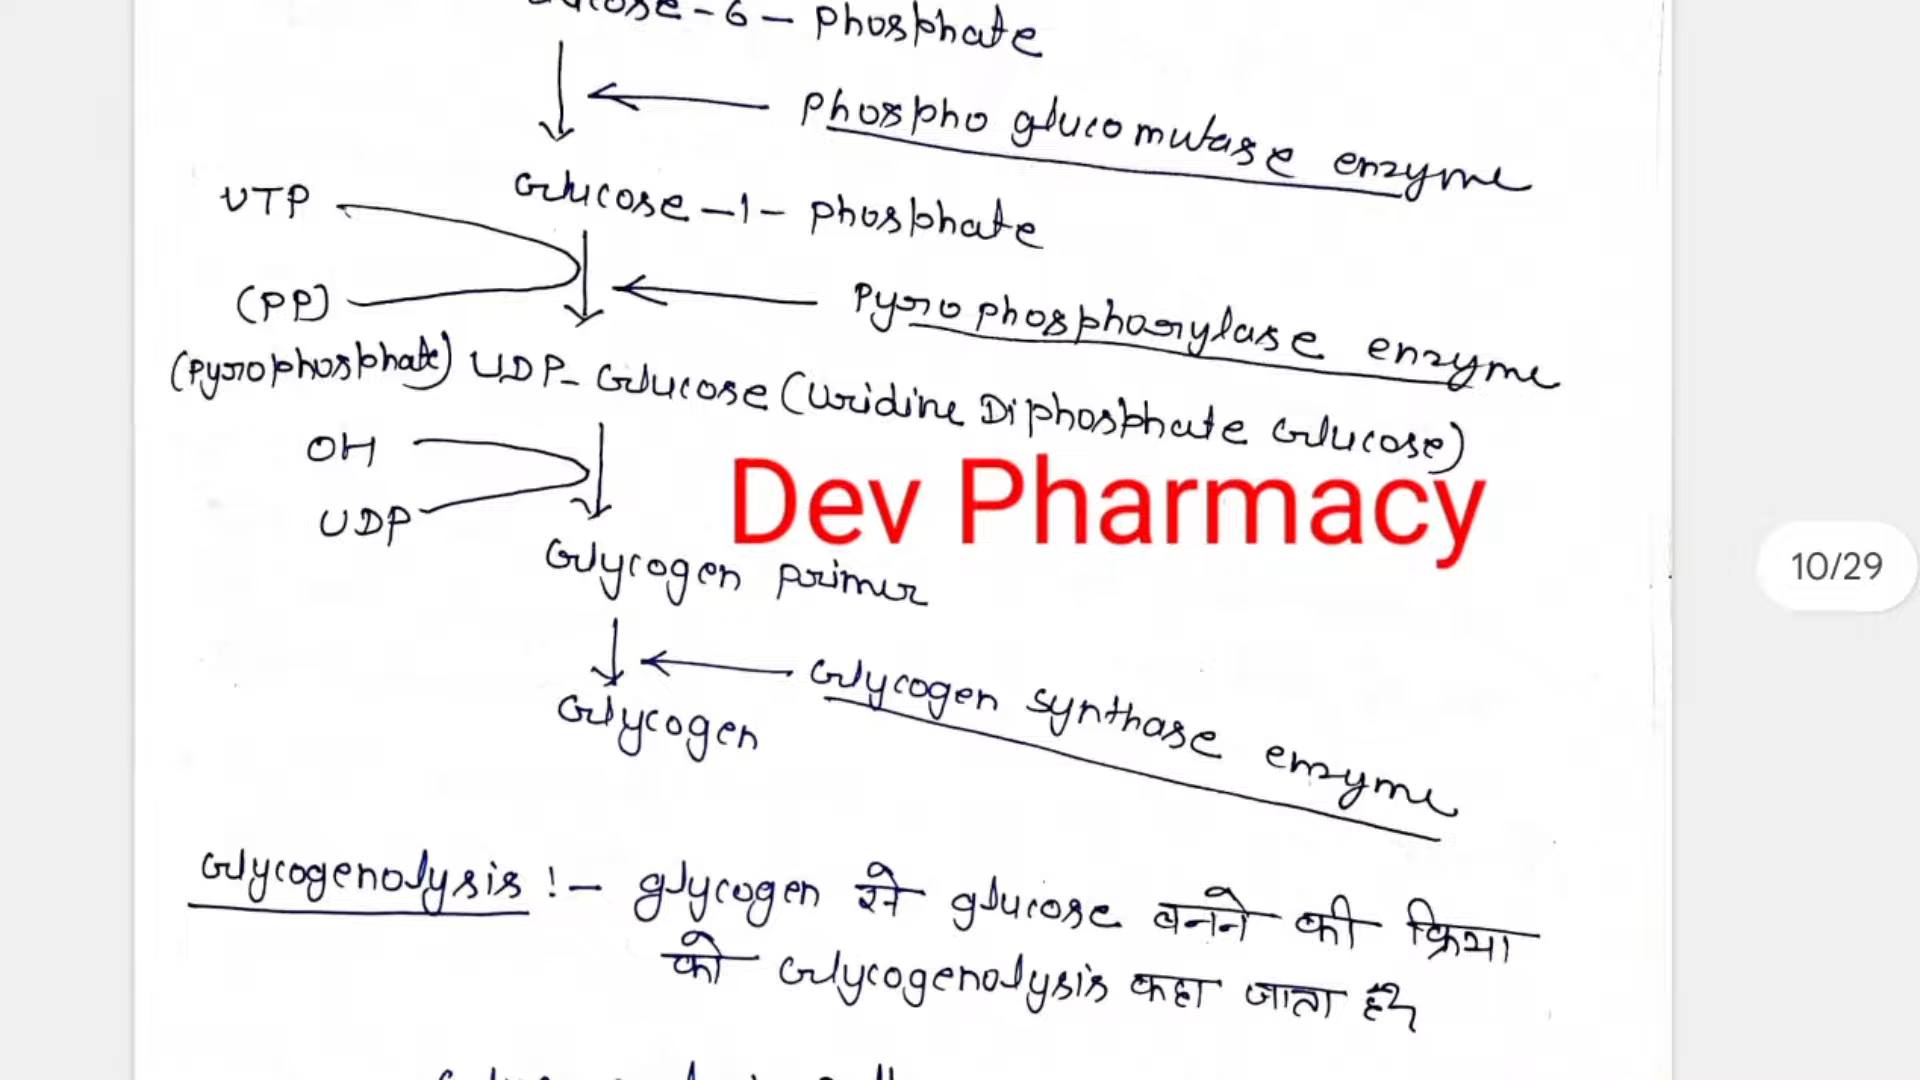 -6- Phosphate
Phospho glucomutase enzyme
UTP
Glucose-1-phosphate
(PP)
Pyrophosphorylase enzyme
(Pyrophosphate) UDP-Glucose (Uridine Diphosphate Glucose)
OH
Dev Pharmacy
UDP
Glycogen primer
10/29
Glycogen synthase enzyme
Glycogen
Glycogenolysis :- glycogen से glucose बनने की क्रिया
को Glycogenolysis कहा जाता है